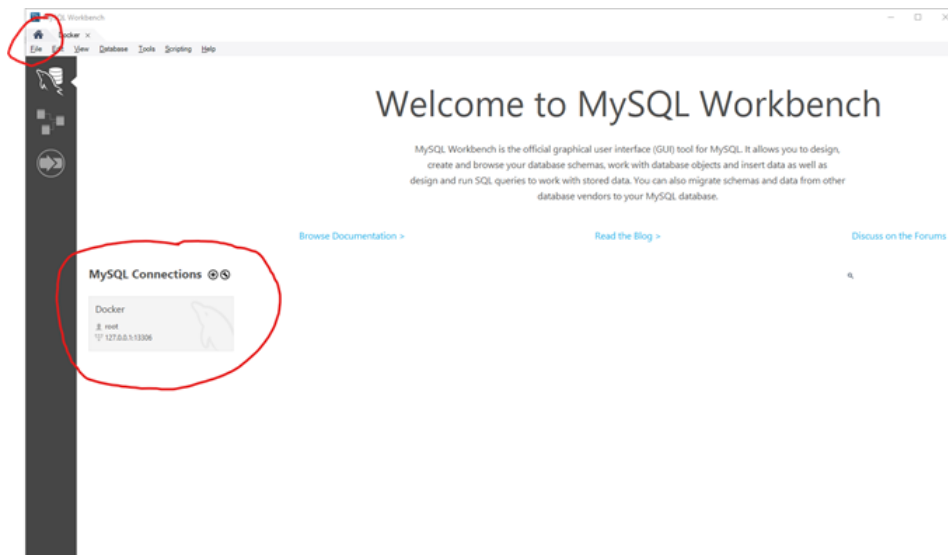 MySQL Workbench
Docker ×
File Edit View Database Tools Scripting Help
Welcome to MySQL Workbench
MySQL Workbench is the official graphical user interface (GUI) tool for MySQL. It allows you to design,
create and browse your database schemas, work with database objects and insert data as well as
design and run SQL queries to work with stored data. You can also migrate schemas and data from other
database vendors to your MySQL database.
Browse Documentation >
Read the Blog >
Discuss on the Forums
MySQL Connections
Docker
root
127.0.0.1:13306